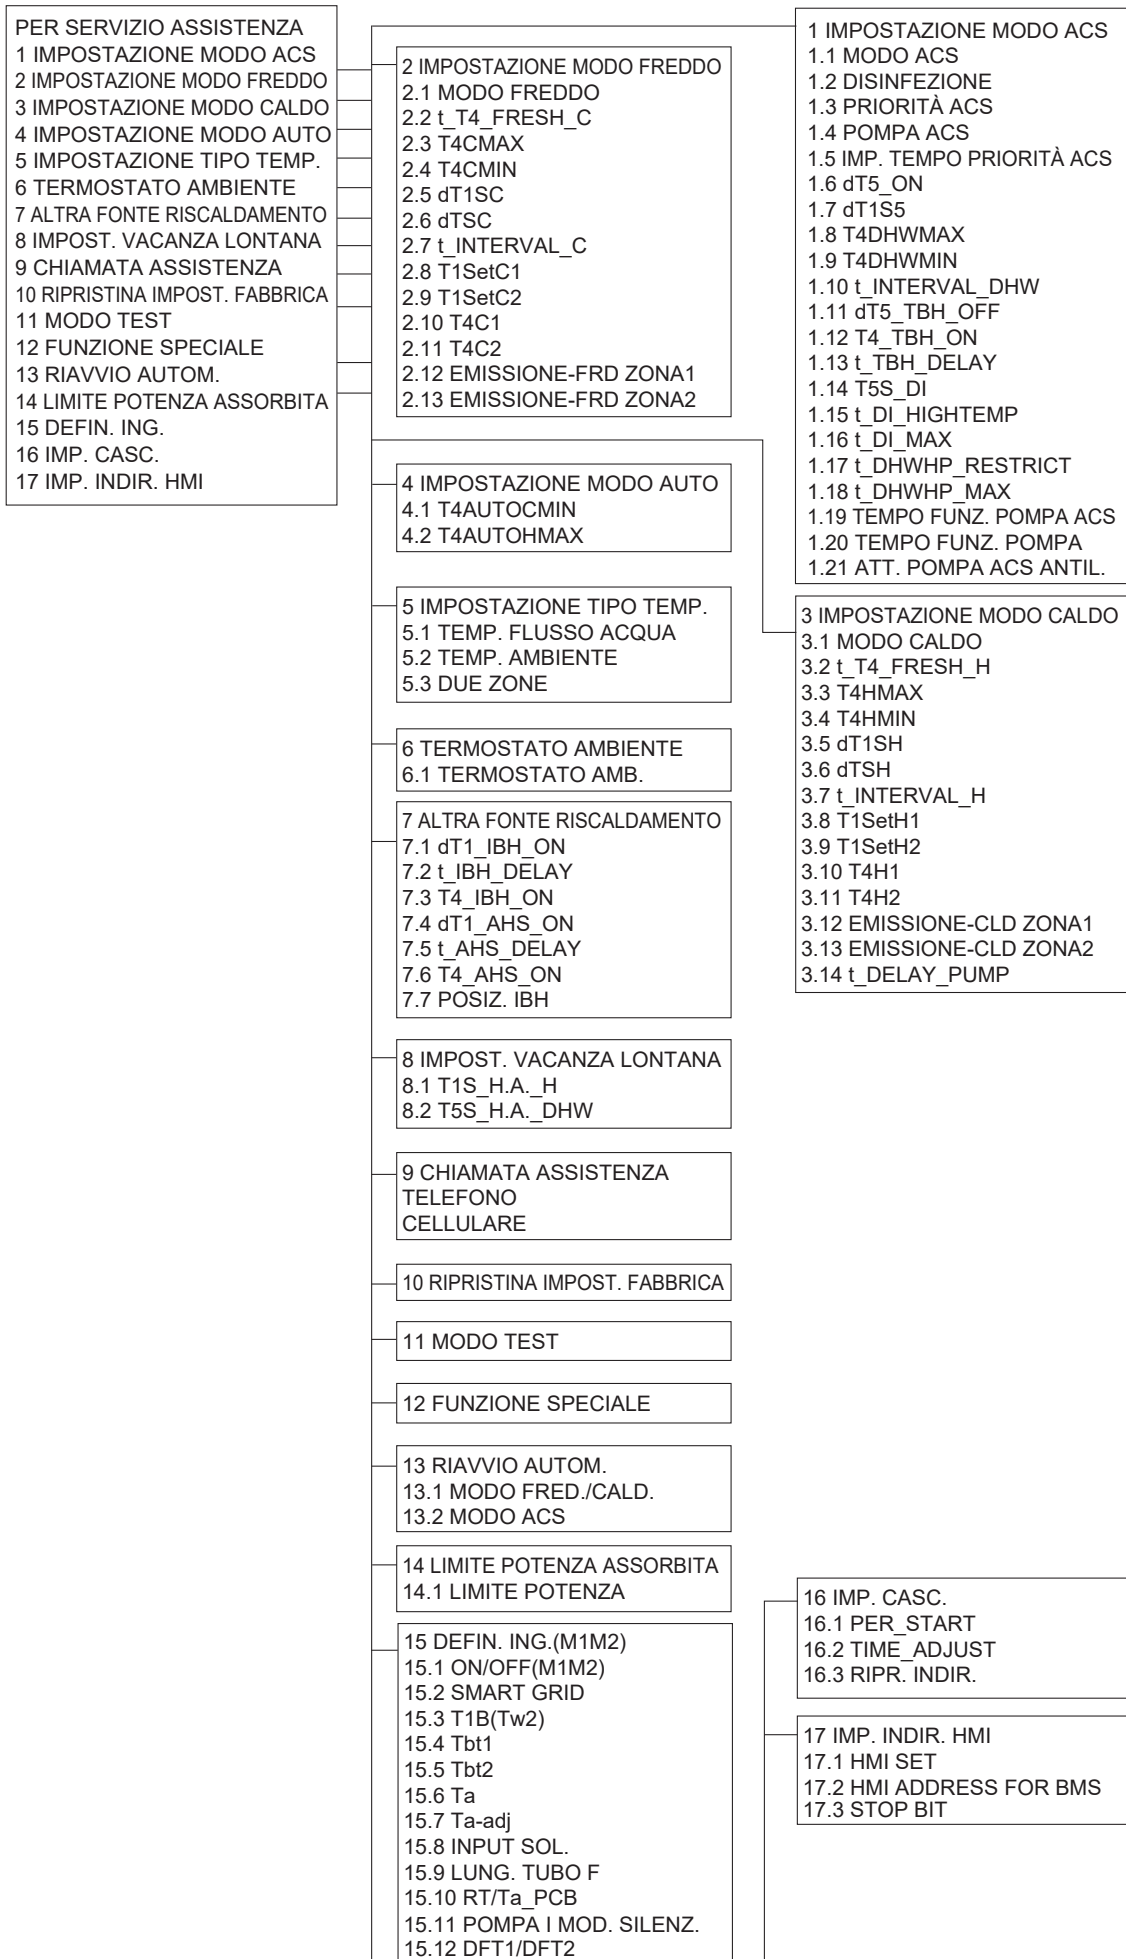 PER SERVIZIO ASSISTENZA
1 IMPOSTAZIONE MODO ACS
2 IMPOSTAZIONE MODO FREDDO
3 IMPOSTAZIONE MODO CALDO
4 IMPOSTAZIONE MODO AUTO
5 IMPOSTAZIONE TIPO TEMP.
6 TERMOSTATO AMBIENTE
7 ALTRA FONTE RISCALDAMENTO
8 IMPOST. VACANZA LONTANA
9 CHIAMATA ASSISTENZA
10 RIPRISTINA IMPOST. FABBRICA
11 MODO TEST
12 FUNZIONE SPECIALE
13 RIAVVIO AUTOM.
14 LIMITE POTENZA ASSORBITA
15 DEFIN. ING.
16 IMP. CASC.
17 IMP. INDIR. HMI
1 IMPOSTAZIONE MODO ACS
1.1 MODO ACS
1.2 DISINFEZIONE
1.3 PRIORITÀ ACS
1.4 POMPA ACS
1.5 IMP. TEMPO PRIORITÀ ACS
1.6 dT5_ON
1.7 dT1S5
1.8 T4DHWMAX
1.9 T4DHWMIN
1.10 t_INTERVAL_DHW
1.11 dT5_TBH_OFF
1.12 T4_TBH_ON
1.13 t_TBH_DELAY
1.14 T5S_DI
1.15 t_DI_HIGHTEMP
1.16 t_DI_MAX
1.17 t_DHWHP_RESTRICT
1.18 t_DHWHP_MAX
1.19 TEMPO FUNZ. POMPA ACS
1.20 TEMPO FUNZ. POMPA
1.21 ATT. POMPA ACS ANTIL.
2 IMPOSTAZIONE MODO FREDDO
2.1 MODO FREDDO
2.2 t_T4_FRESH_C
2.3 T4CMAX
2.4 T4CMIN
2.5 dT1SC
2.6 dTSC
2.7 t_INTERVAL_C
2.8 T1SetC1
2.9 T1SetC2
2.10 T4C1
2.11 T4C2
2.12 EMISSIONE-FRD ZONA1
2.13 EMISSIONE-FRD ZONA2
3 IMPOSTAZIONE MODO CALDO
3.1 MODO CALDO
3.2 t_T4_FRESH_H
3.3 T4HMAX
3.4 T4HMIN
3.5 dT1SH
3.6 dTSH
3.7 t_INTERVAL_H
3.8 T1SetH1
3.9 T1SetH2
3.10 T4H1
3.11 T4H2
3.12 EMISSIONE-CLD ZONA1
3.13 EMISSIONE-CLD ZONA2
3.14 t_DELAY_PUMP
4 IMPOSTAZIONE MODO AUTO
4.1 T4AUTOCMIN
4.2 T4AUTOHMAX
5 IMPOSTAZIONE TIPO TEMP.
5.1 TEMP. FLUSSO ACQUA
5.2 TEMP. AMBIENTE
5.3 DUE ZONE
6 TERMOSTATO AMBIENTE
6.1 TERMOSTATO AMB.
7 ALTRA FONTE RISCALDAMENTO
7.1 dT1_IBH_ON
7.2 t_IBH_DELAY
7.3 T4_IBH_ON
7.4 dT1_AHS_ON
7.5 t_AHS_DELAY
7.6 T4_AHS_ON
7.7 POSIZ. IBH
8 IMPOST. VACANZA LONTANA
8.1 T1S_H.A._H
8.2 T5S_H.A._DHW
9 CHIAMATA ASSISTENZA
TELEFONO
CELLULARE
10 RIPRISTINA IMPOST. FABBRICA
11 MODO TEST
12 FUNZIONE SPECIALE
13 RIAVVIO AUTOM.
13.1 MODO FRED./CALD.
13.2 MODO ACS
14 LIMITE POTENZA ASSORBITA
14.1 LIMITE POTENZA
15 DEFIN. ING.(M1M2)
15.1 ON/OFF(M1M2)
15.2 SMART GRID
15.3 T1B(Tw2)
15.4 Tbt1
15.5 Tbt2
15.6 Ta
15.7 Ta-adj
15.8 INPUT SOL.
15.9 LUNG. TUBO F
15.10 RT/Ta_PCB
15.11 POMPA I MOD. SILENZ.
15.12 DFT1/DFT2
16 IMP. CASC.
16.1 PER_START
16.2 TIME_ADJUST
16.3 RIPR. INDIR.
17 IMP. INDIR. HMI
17.1 HMI SET
17.2 HMI ADDRESS FOR BMS
17.3 STOP BIT